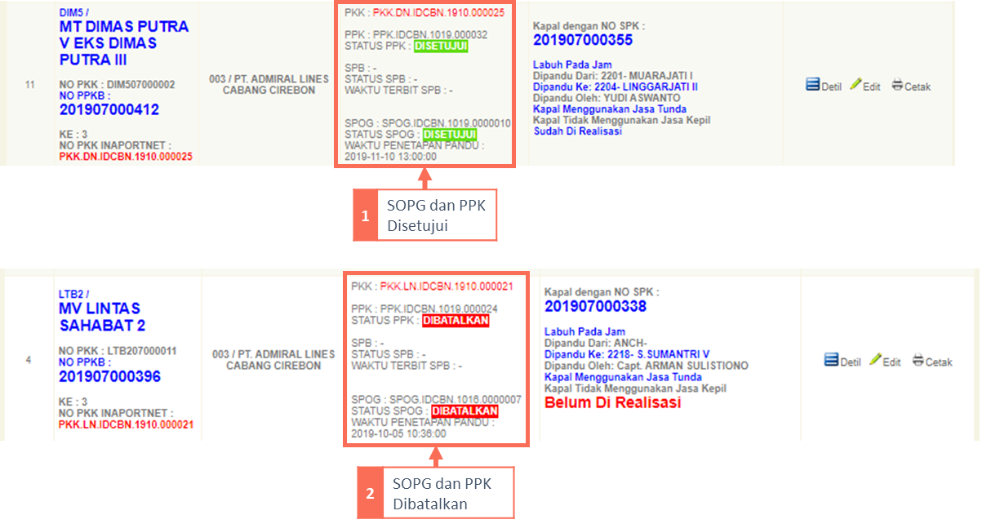 11
DIM5 /
MT DIMAS PUTRA
V EKS DIMAS
PUTRA III
NO PKK : DIM507000002
NO PPKB :
201907000412
KE : 3
NO PKK INAPORTNET :
PKK.DN.IDCBN.1910.000025
003 / PT. ADMIRAL LINES
CABANG CIREBON
PKK : PKK.DN.IDCBN.1910.000025
PPK : PPK.IDCBN.1019.000032
STATUS PPK : DISETUJUI
SPB : -
STATUS SPB : -
WAKTU TERBIT SPB : -
SPOG : SPOG.IDCBN.1019.0000010
STATUS SPOG : DISETUJUI
WAKTU PENETAPAN PANDU :
2019-11-10 13:00:00
Kapal dengan NO SPK :
201907000355
Labuh Pada Jam
Dipandu Dari: 2201- MUARAJATI I
Dipandu Ke: 2204- LINGGARJATI II
Dipandu Oleh: YUDI ASWANTO
Kapal Menggunakan Jasa Tunda
Kapal Tidak Menggunakan Jasa Kepil
Sudah Di Realisasi
Detil Edit Cetak
1
SOPG dan PPK
Disetujui
4
LTB2 /
MV LINTAS
SAHABAT 2
NO PKK : LTB207000011
NO PPKB :
201907000396
KE : 3
NO PKK INAPORTNET :
PKK.LN.IDCBN.1910.000021
003 / PT. ADMIRAL LINES
CABANG CIREBON
PKK : PKK.LN.IDCBN.1910.000021
PPK : PPK.IDCBN.1019.000024
STATUS PPK : DIBATALKAN
SPB : -
STATUS SPB : -
WAKTU TERBIT SPB : -
SPOG : SPOG.IDCBN.1016.0000007
STATUS SPOG : DIBATALKAN
WAKTU PENETAPAN PANDU :
2019-10-05 10:36:00
Kapal dengan NO SPK :
201907000338
Labuh Pada Jam
Dipandu Dari: ANCH-
Dipandu Ke: 2218- S.SUMANTRI V
Dipandu Oleh: Capt. ARMAN SULISTIONO
Kapal Menggunakan Jasa Tunda
Kapal Tidak Menggunakan Jasa Kepil
Belum Di Realisasi
Detil Edit Cetak
2
SOPG dan PPK
Dibatalkan